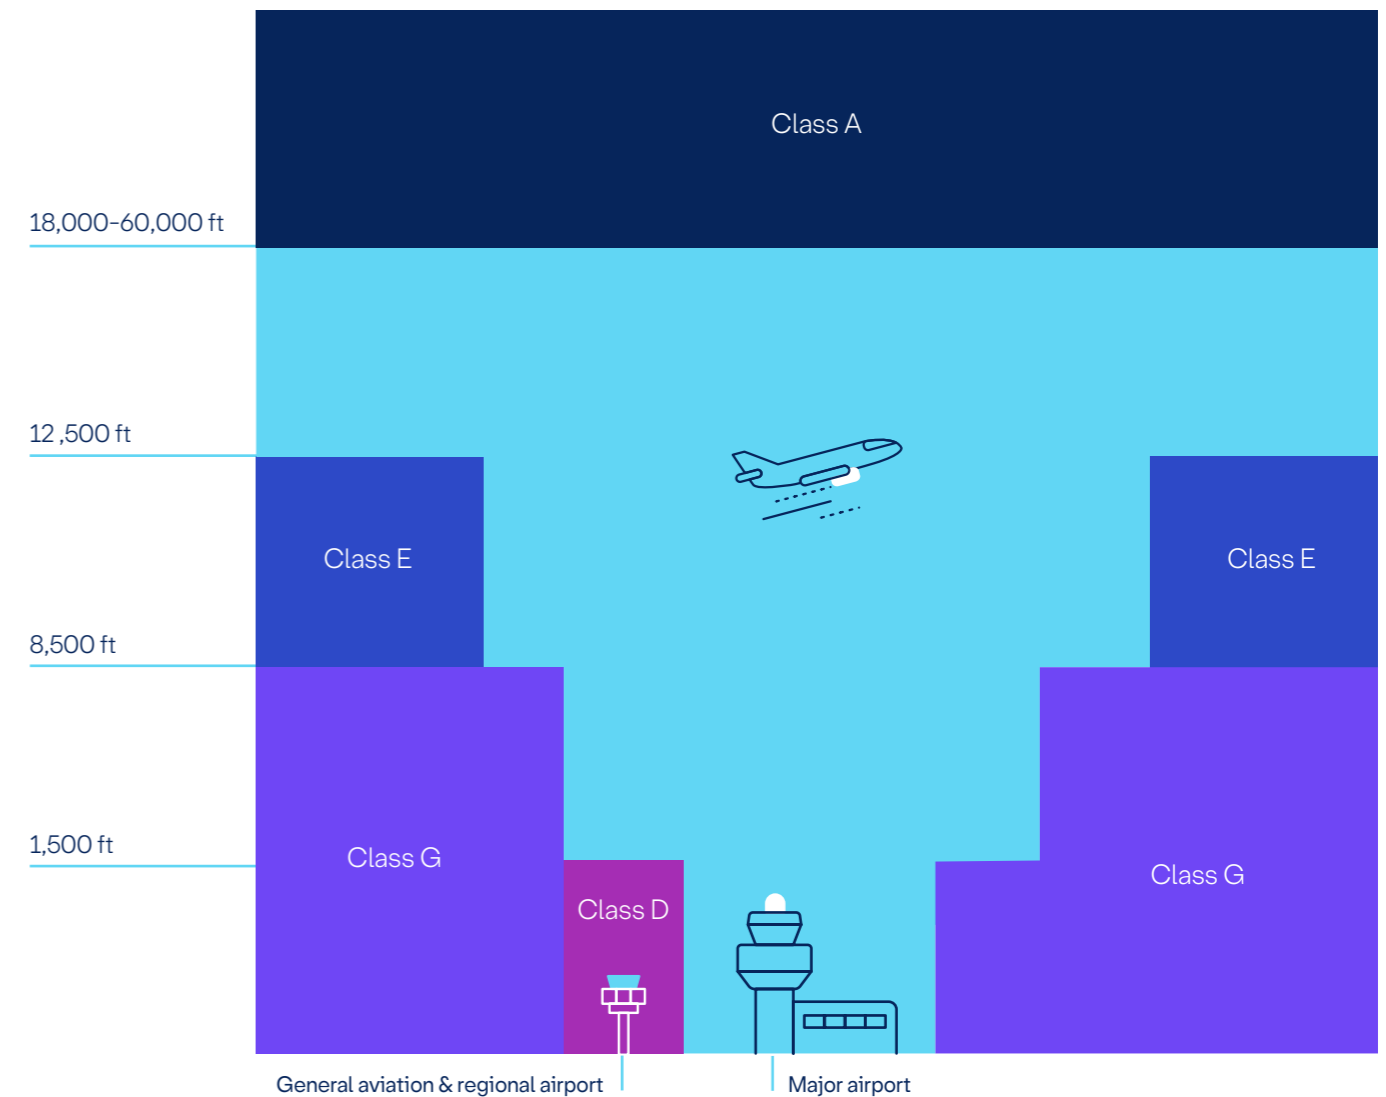 Class A
18,000-60,000 ft
12 ,500 ft
Class E
Class E
8,500 ft
1,500 ft
Class G
Class G
Class D
General aviation & regional airport
Major airport